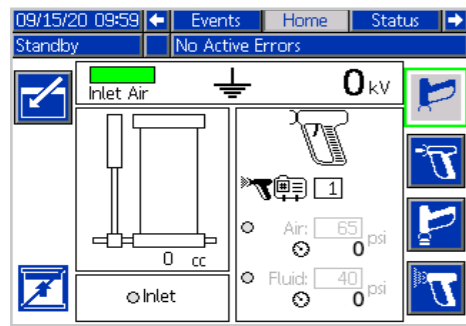 09/15/20 09:59 Events Home Status
Standby No Active Errors
Inlet Air 0 kV
# 1
Air: 65 psi
0
0 cc
Fluid: 40 psi
0
Inlet